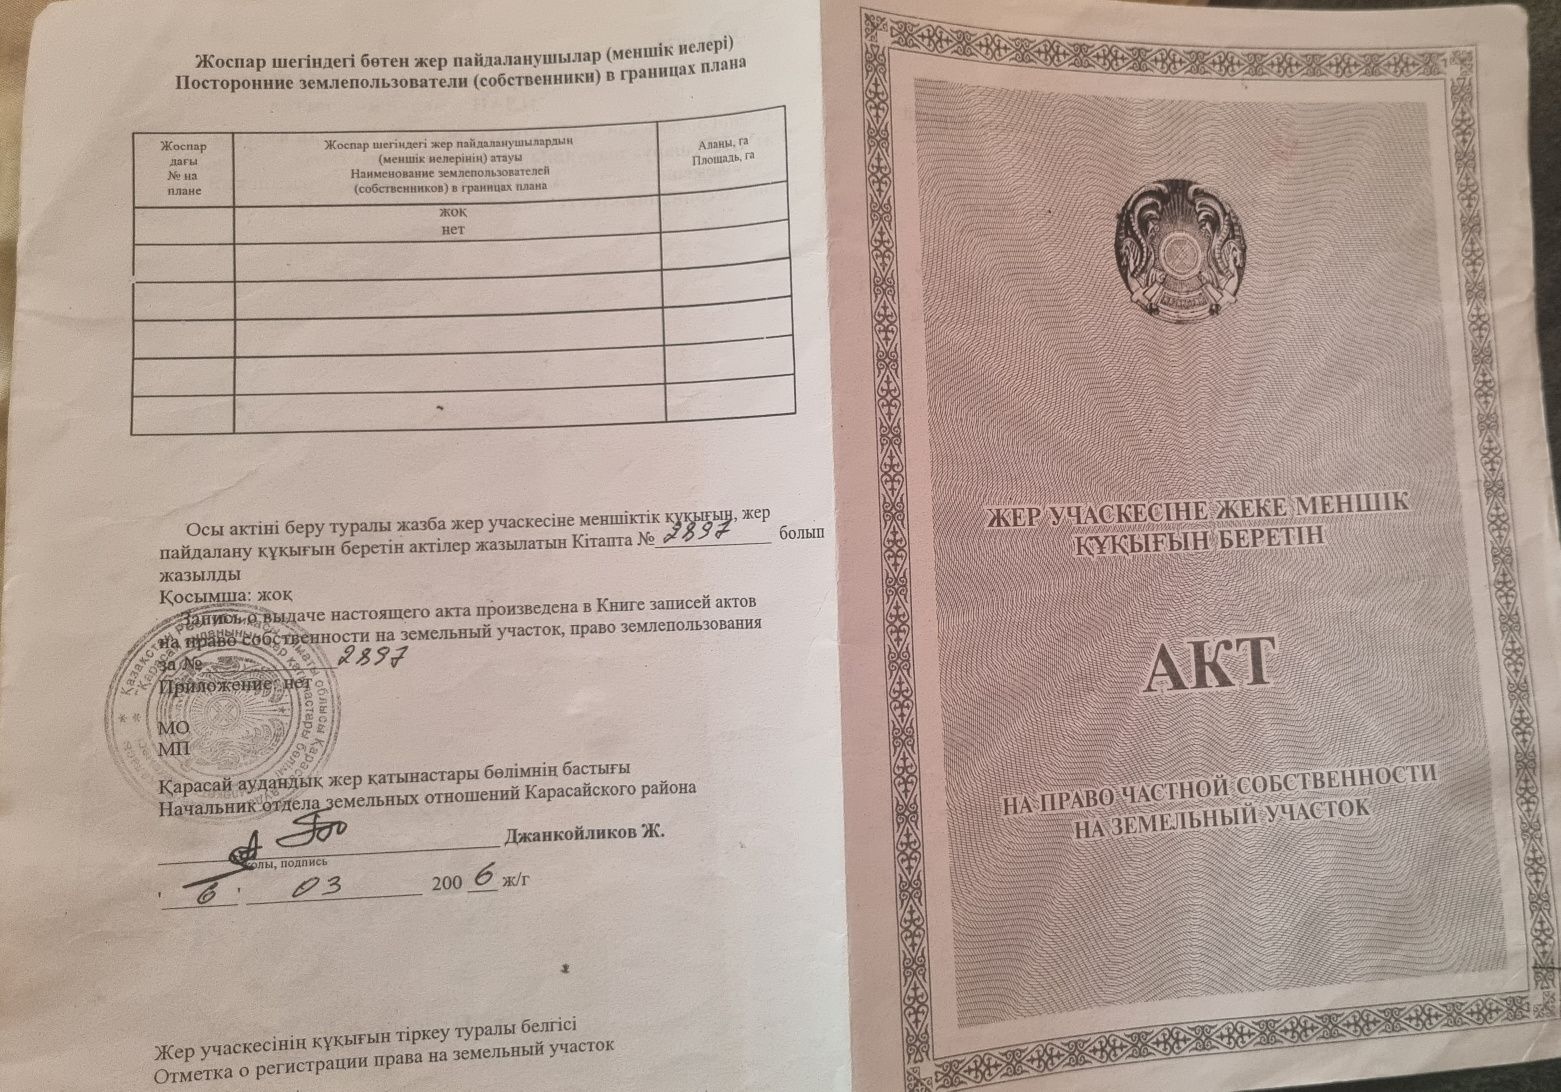 Жоспар шегіндегі бөтен жер пайдаланушылар (меншік иелері)
Посторонние землепользователи (собственники) в границах плана
Жоспар
дағы
№ на
плане
Жоспар шегіндегі жер пайдаланушылардың
(меншік иелерінің) атауы
Наименование землепользователей
(собственников) в границах плана
Аланы, га
Площадь, га
жоқ
нет
Осы актіні беру туралы жазба жер учаскесіне меншіктік құқығын, жер
пайдалану құқығын беретін актілер жазылатын Кітапта № 2897 болып
жазылды
Қосымша: жоқ
Запись о выдаче настоящего акта произведена в Книге записей актов
на право собственности на земельный участок, право землепользования
за № 2897
Приложение: нет
МО
МП
Қарасай аудандық жер қатынастары бөлімнің бастығы
Начальник отдела земельных отношений Карасайского района
Джанкойликов Ж.
қолы, подпись
6 03 2006 ж/г
Жер учаскесінің құқығын тіркеу туралы белгісі
Отметка о регистрации права на земельный участок
ЖЕР УЧАСКЕСІНЕ ЖЕКЕ МЕНШІК
ҚҰҚЫҒЫН БЕРЕТІН
АКТ
НА ПРАВО ЧАСТНОЙ СОБСТВЕННОСТИ
НА ЗЕМЕЛЬНЫЙ УЧАСТОК